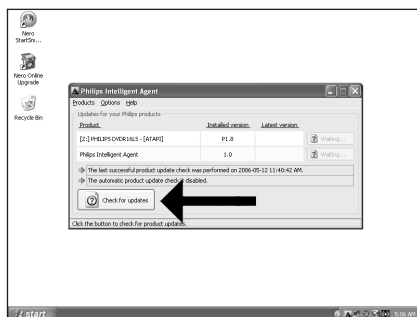 Nero
StartSm...
Nero Online
Upgrade
Recycle Bin
Philips Intelligent Agent
Products Options Help
Updates for your Philips products
Product Installed version Latest version
[Z:] PHILIPS DVDR16LS - [ATAPI] P1.8 Waiting...
Philips Intelligent Agent 1.0 Waiting...
The last successful product update check was performed on 2006-05-12 11:40:42 AM.
The automatic product update check is disabled.
Check for updates
Click the button to check for product updates.
start 5:06 AM